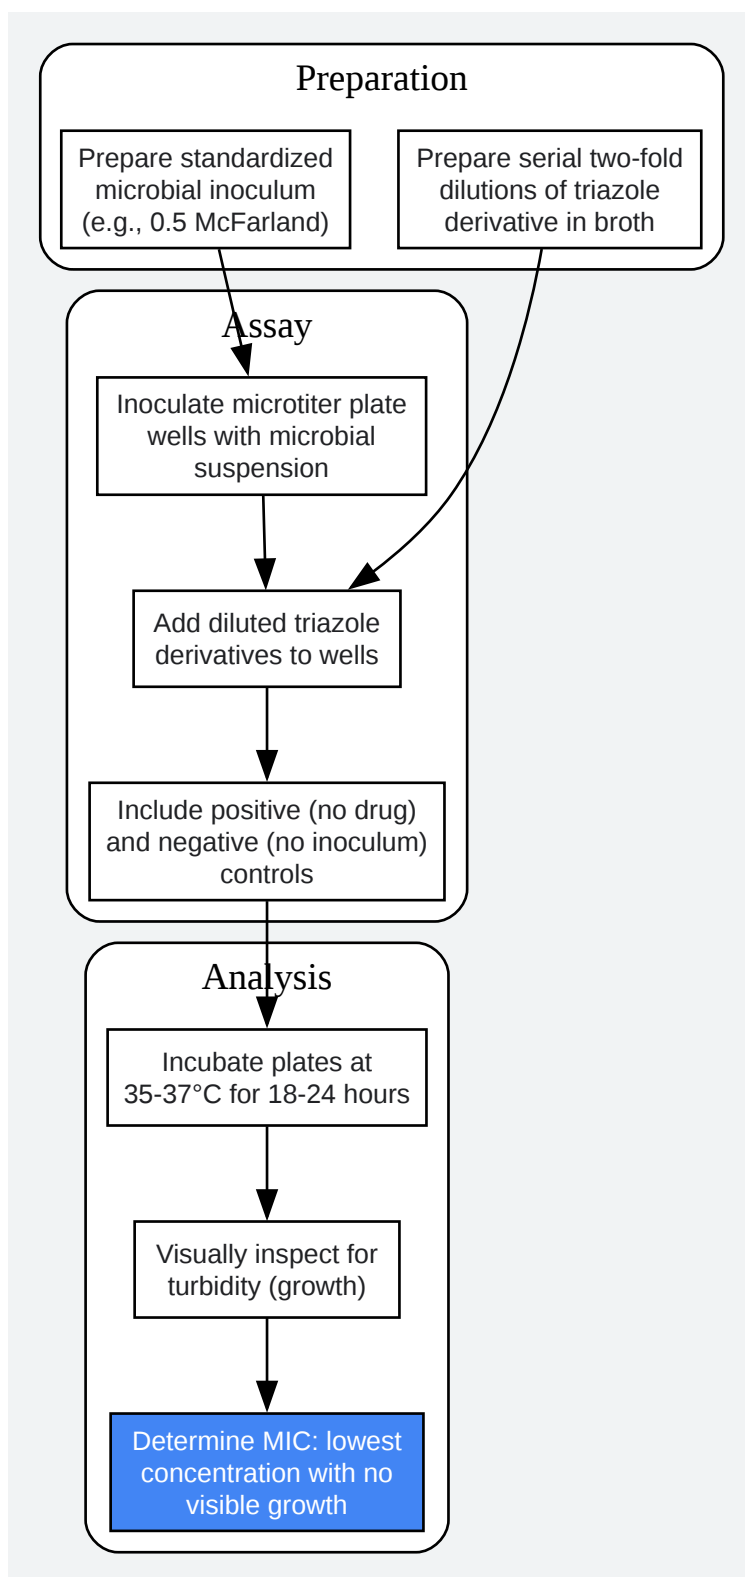 Preparation
Prepare standardized
microbial inoculum
(e.g., 0.5 McFarland)
Prepare serial two-fold
dilutions of triazole
derivative in broth
Assay
Inoculate microtiter plate
wells with microbial
suspension
Add diluted triazole
derivatives to wells
Include positive (no drug)
and negative (no inoculum)
controls
Analysis
Incubate plates at
35-37°C for 18-24 hours
Visually inspect for
turbidity (growth)
Determine MIC: lowest
concentration with no
visible growth